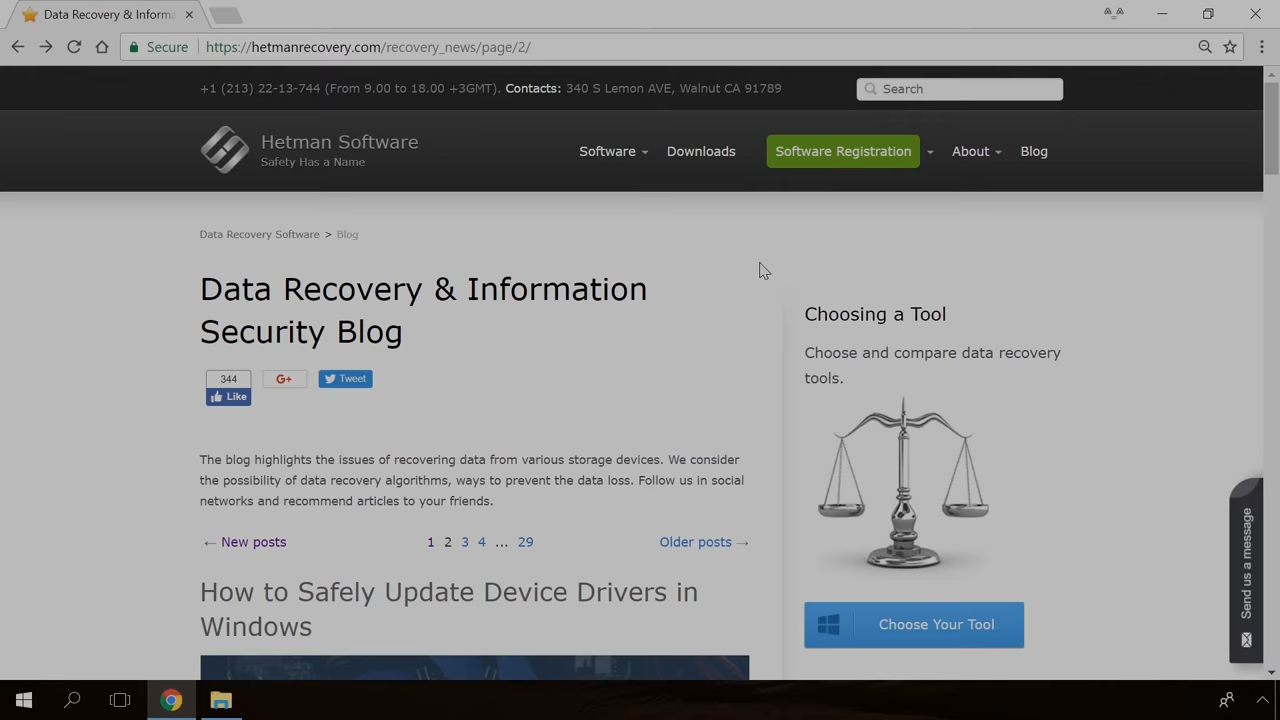 Data Recovery & Informa
Secure
https://hetmanrecovery.com/recovery_news/page/2/
+1 (213) 22-13-744 (From 9.00 to 18.00 +3GMT). Contacts: 340 S Lemon AVE, Walnut CA 91789
Search
Hetman Software
Safety Has a Name
Software
Downloads
Software Registration
About
Blog
Data Recovery Software > Blog
Data Recovery & Information
Security Blog
344
Like
G+
Tweet
The blog highlights the issues of recovering data from various storage devices. We consider
the possibility of data recovery algorithms, ways to prevent the data loss. Follow us in social
networks and recommend articles to your friends.
← New posts
1 2 3 4 ... 29
Older posts →
How to Safely Update Device Drivers in
Windows
Choosing a Tool
Choose and compare data recovery
tools.
Choose Your Tool
Send us a message